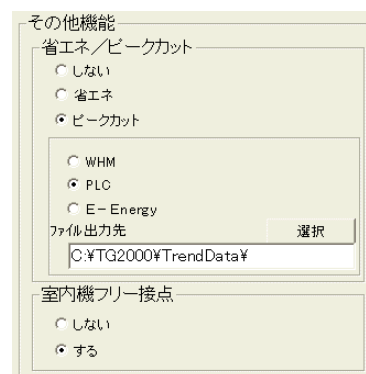 その他機能
省エネ／ピークカット
しない
省エネ
ピークカット
WHM
PLC
E－Energy
ファイル出力先
選択
C:¥TG2000¥TrendData¥
室内機フリー接点
しない
する